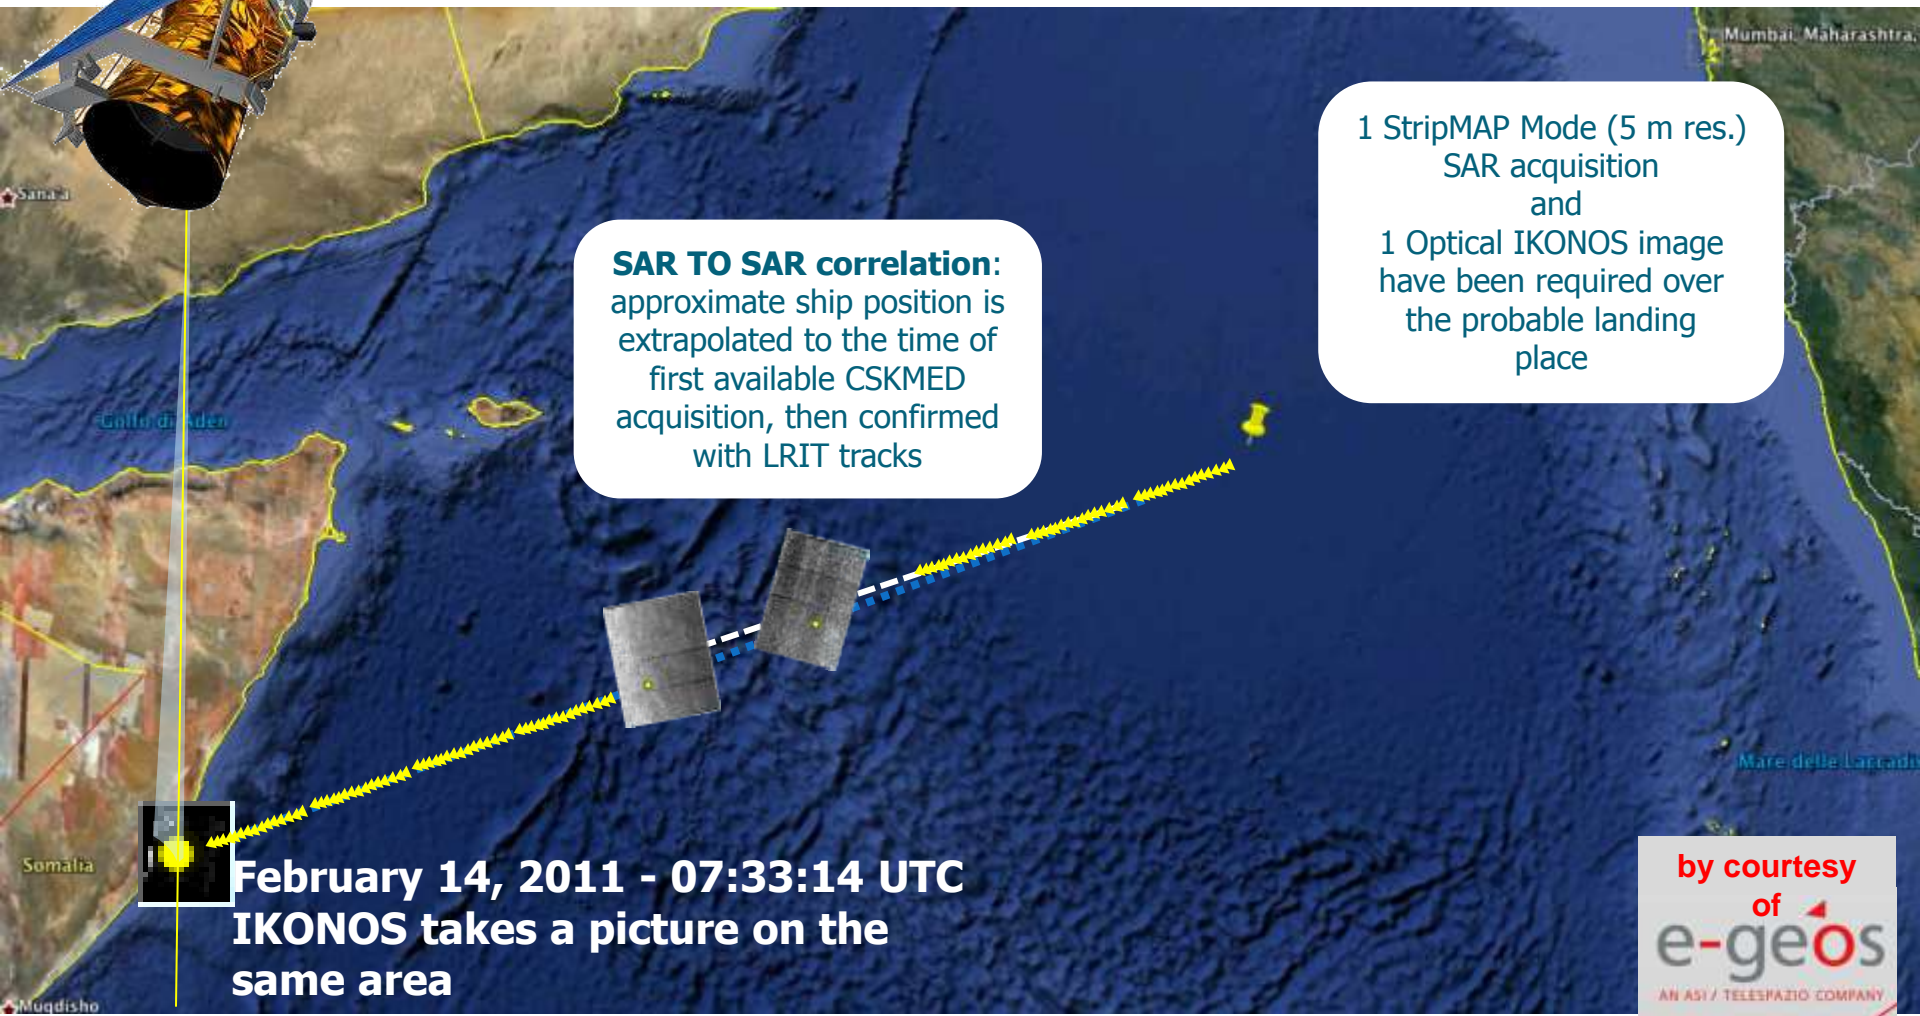 Mumbai, Maharashtra,
1 StripMAP Mode (5 m res.)
SAR acquisition
and
1 Optical IKONOS image
have been required over
the probable landing
place
Sana'a
SAR TO SAR correlation:
approximate ship position is
extrapolated to the time of
first available CSKMED
acquisition, then confirmed
with LRIT tracks
Golfo di Aden
Mare delle Laccadi
Somalia
February 14, 2011 - 07:33:14 UTC
IKONOS takes a picture on the
same area
by courtesy
of
e-geos
AN ASI / TELESPAZIO COMPANY
Muqdisho